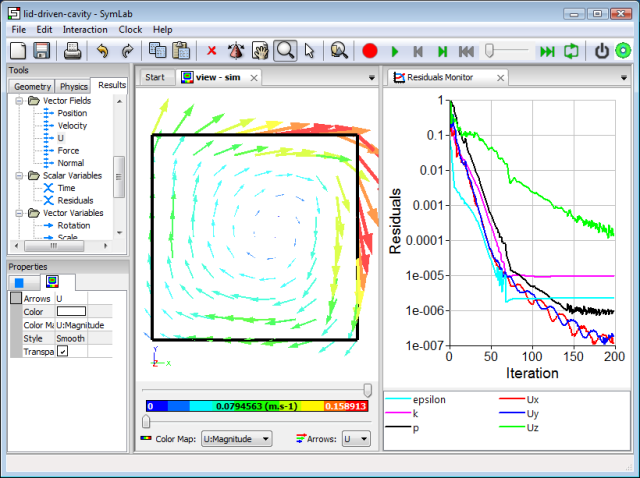 lid-driven-cavity - SymLab
File Edit Interaction Clock Help
Tools
Geometry Physics Results
Vector Fields
Position
Velocity
U
Force
Normal
Scalar Variables
Time
Residuals
Vector Variables
Rotation
Scale
Properties
Arrows U
Color
Color Ma U:Magnitude
Style Smooth
Transpa
Start view - sim
Y
Z X
0 0.0794563 (m.s-1) 0.158913
Color Map: U:Magnitude Arrows: U
Residuals Monitor
1
0.1
0.01
0.001
0.0001
1e-005
1e-006
1e-007
Residuals
0 50 100 150 200
Iteration
epsilon Ux
k Uy
p Uz